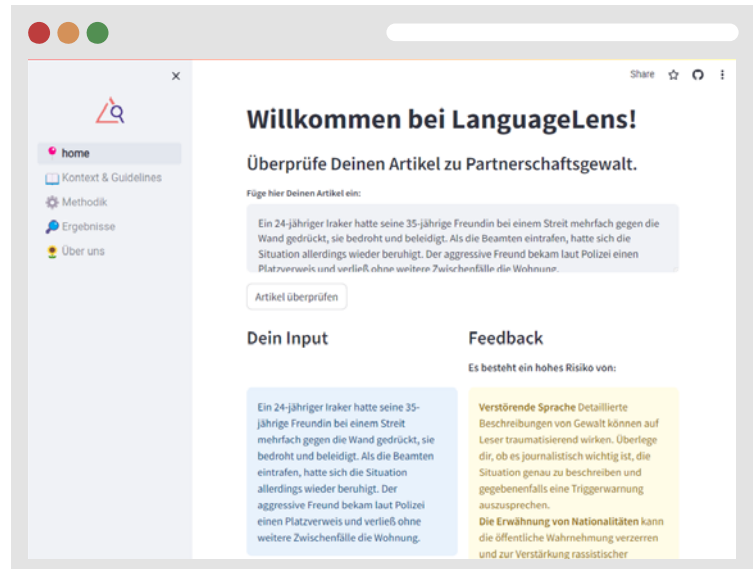 Share
home
Kontext & Guidelines
Methodik
Ergebnisse
Über uns
Willkommen bei LanguageLens!
Überprüfe Deinen Artikel zu Partnerschaftsgewalt.
Füge hier Deinen Artikel ein:
Ein 24-jähriger Iraker hatte seine 35-jährige Freundin bei einem Streit mehrfach gegen die
Wand gedrückt, sie bedroht und beleidigt. Als die Beamten eintrafen, hatte sich die
Situation allerdings wieder beruhigt. Der aggressive Freund bekam laut Polizei einen
Platzverweis und verließ ohne weitere Zwischenfälle die Wohnung.
Artikel überprüfen
Dein Input
Ein 24-jähriger Iraker hatte seine 35-
jährige Freundin bei einem Streit
mehrfach gegen die Wand gedrückt, sie
bedroht und beleidigt. Als die Beamten
eintrafen, hatte sich die Situation
allerdings wieder beruhigt. Der
aggressive Freund bekam laut Polizei
einen Platzverweis und verließ ohne
weitere Zwischenfälle die Wohnung.
Feedback
Es besteht ein hohes Risiko von:
Verstörende Sprache Detaillierte
Beschreibungen von Gewalt können auf
Leser traumatisierend wirken. Überlege
dir, ob es journalistisch wichtig ist, die
Situation genau zu beschreiben und
gegebenenfalls eine Triggerwarnung
auszusprechen.
Die Erwähnung von Nationalitäten kann
die öffentliche Wahrnehmung verzerren
und zur Verstärkung rassistischer